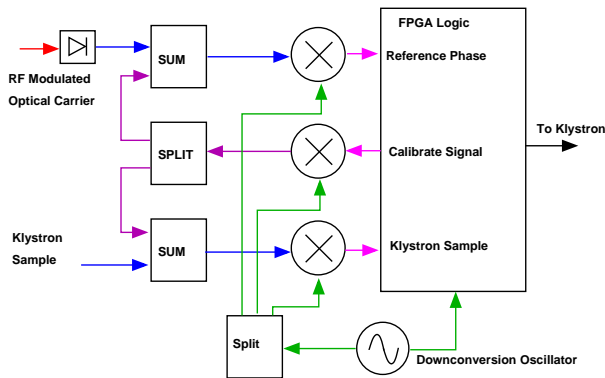 FPGA Logic
SUM
Reference Phase
RF Modulated
Optical Carrier
To Klystron
SPLIT
Calibrate Signal
Klystron
Sample
SUM
Klystron Sample
Split
Downconversion Oscillator